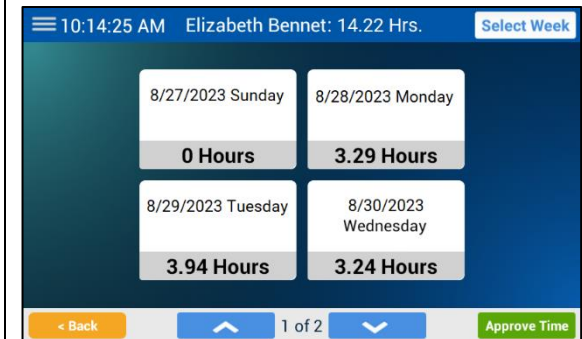 10:14:25 AM Elizabeth Bennet: 14.22 Hrs. Select Week
8/27/2023 Sunday
0 Hours
8/28/2023 Monday
3.29 Hours
8/29/2023 Tuesday
3.94 Hours
8/30/2023
Wednesday
3.24 Hours
< Back 1 of 2 Approve Time